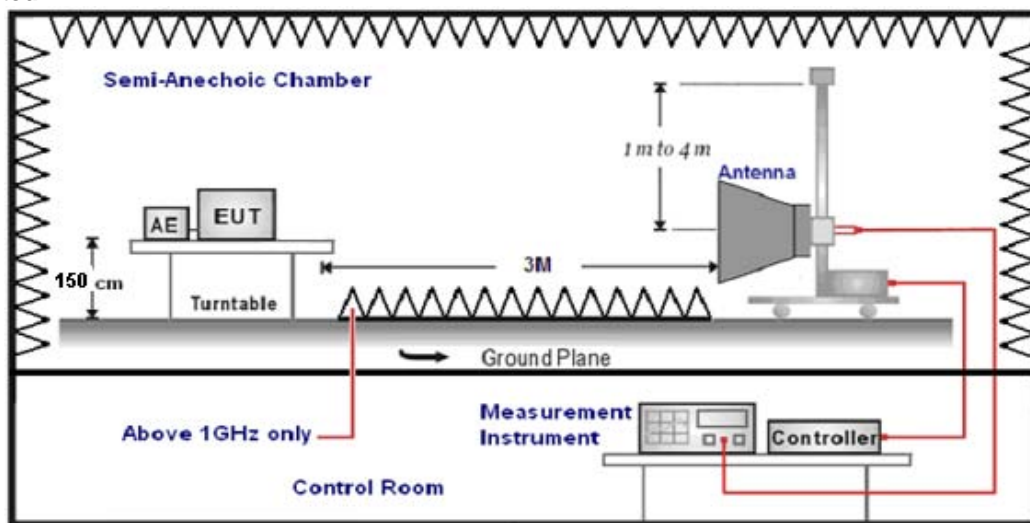 Semi-Anechoic Chamber
1 m to 4 m
Antenna
AE
EUT
150 cm
3M
Turntable
Ground Plane
Above 1GHz only
Measurement
Instrument
Controller
Control Room